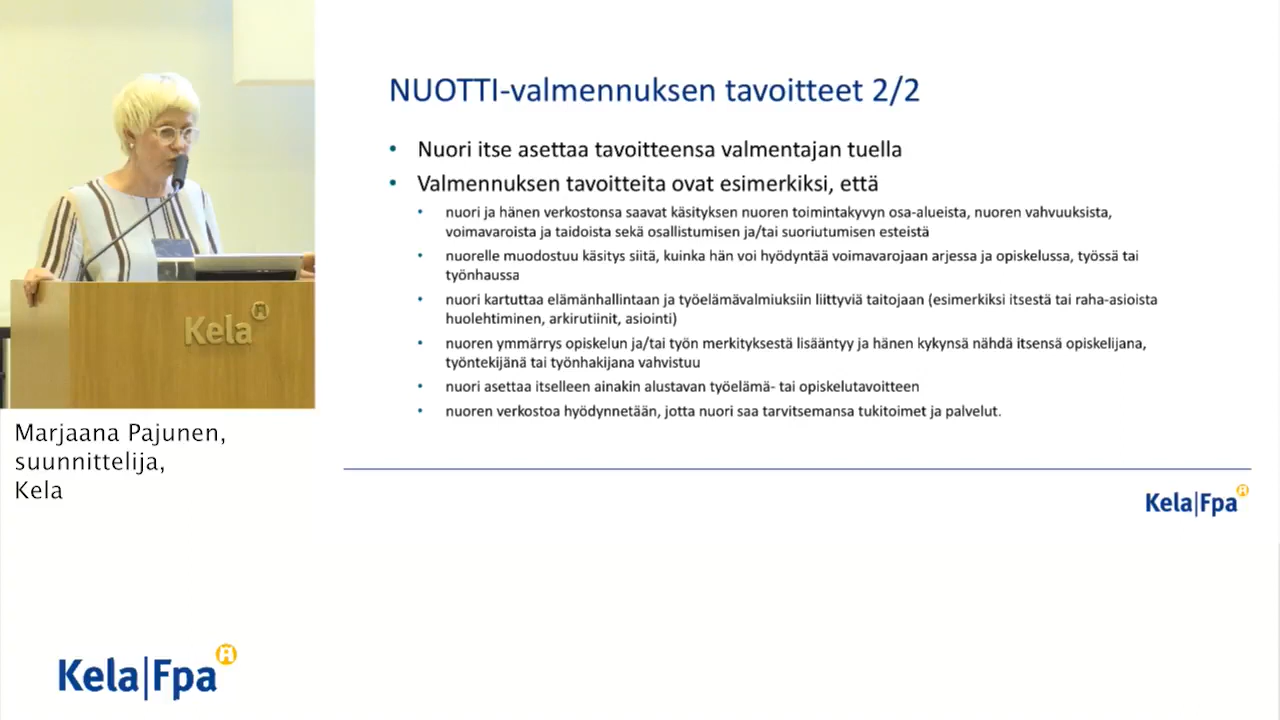 NUOTTI-valmennuksen tavoitteet 2/2
• Nuori itse asettaa tavoitteensa valmentajan tuella
• Valmennuksen tavoitteita ovat esimerkiksi, että
• nuori ja hänen verkostonsa saavat käsityksen nuoren toimintakyvyn osa-alueista, nuoren vahvuuksista,
voimavaroista ja taidoista sekä osallistumisen ja/tai suoriutumisen esteistä
• nuorelle muodostuu käsitys siitä, kuinka hän voi hyödyntää voimavarojaan arjessa ja opiskelussa, työssä tai
työnhaussa
• nuori kartuttaa elämänhallintaan ja työelämävalmiuksiin liittyviä taitojaan (esimerkiksi itsestä tai raha-asioista
huolehtiminen, arkirutiinit, asiointi)
• nuoren ymmärrys opiskelun ja/tai työn merkityksestä lisääntyy ja hänen kykynsä nähdä itsensä opiskelijana,
työntekijänä tai työnhakijana vahvistuu
• nuori asettaa itselleen ainakin alustavan työelämä- tai opiskelutavoitteen
• nuoren verkostoa hyödynnetään, jotta nuori saa tarvitsemansa tukitoimet ja palvelut.
Kela|Fpa
Kela
Marjaana Pajunen,
suunnittelija,
Kela
Kela|Fpa